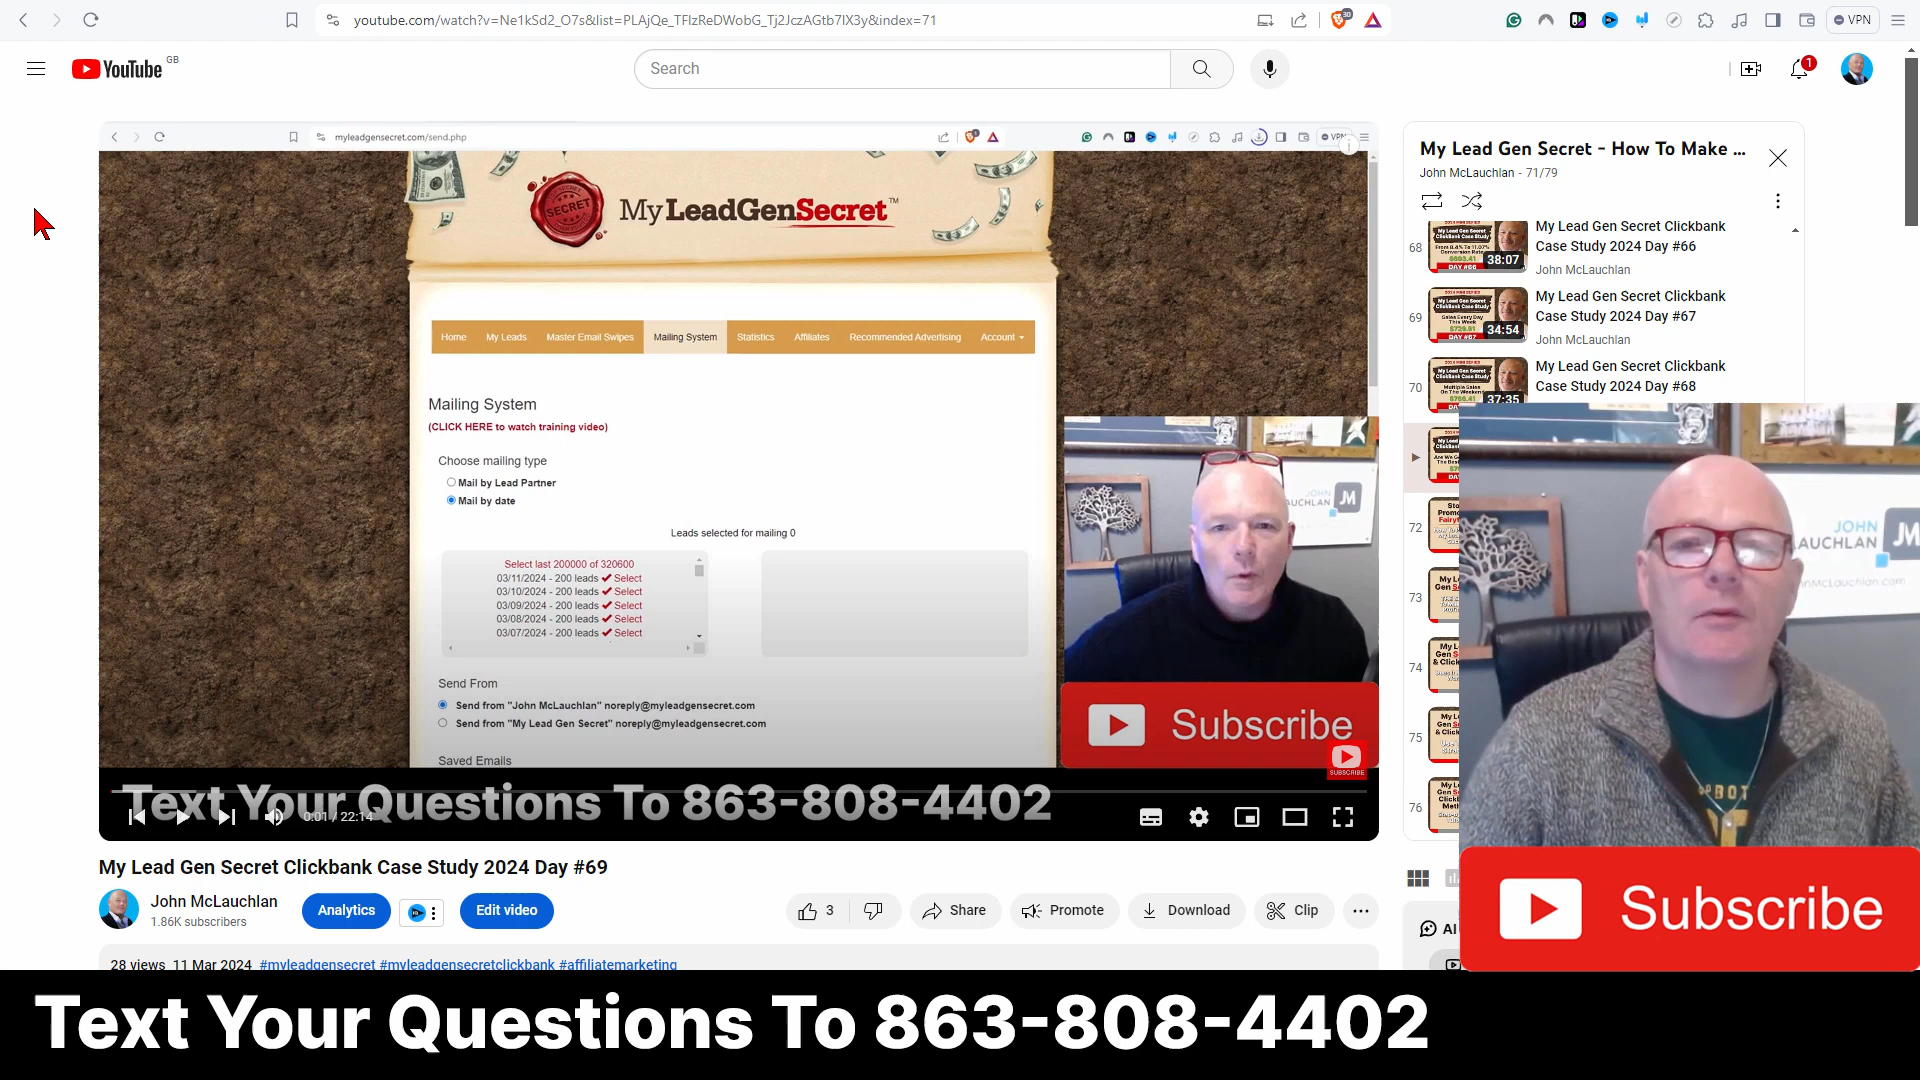 youtube.com/watch?v=Ne1kSd2_O7s&list=PLAjQe_TFIzReDWobG_Tj2JczAGtb7lX3y&index=71
30
VPN
YouTube GB
Search
1
myleadgensecret.com/send.php
VPN
SECRET
MyLeadGenSecret™
Home
My Leads
Master Email Swipes
Mailing System
Statistics
Affiliates
Recommended Advertising
Account
Mailing System
(CLICK HERE to watch training video)
Choose mailing type
Mail by Lead Partner
Mail by date
Leads selected for mailing 0
Select last 200000 of 320600
03/11/2024 - 200 leads ✔ Select
03/10/2024 - 200 leads ✔ Select
03/09/2024 - 200 leads ✔ Select
03/08/2024 - 200 leads ✔ Select
03/07/2024 - 200 leads ✔ Select
Send From
Send from "John McLauchlan" noreply@myleadgensecret.com
Send from "My Lead Gen Secret" noreply@myleadgensecret.com
Saved Emails
JOHN
AUCHLAN JM
Subscribe
SUBSCRIBE
Text Your Questions To 863-808-4402
0:01 / 22:14
My Lead Gen Secret Clickbank Case Study 2024 Day #69
John McLauchlan
1.86K subscribers
Analytics
Edit video
3
Share
Promote
Download
Clip
28 views 11 Mar 2024 #myleadgensecret #myleadgensecretclickbank #affiliatemarketing
My Lead Gen Secret - How To Make ...
John McLauchlan - 71/79
68
38:07
My Lead Gen Secret Clickbank
Case Study 2024 Day #66
John McLauchlan
69
34:54
My Lead Gen Secret Clickbank
Case Study 2024 Day #67
John McLauchlan
70
37:35
My Lead Gen Secret Clickbank
Case Study 2024 Day #68
72
73
74
75
76
JOHN
AUCHLAN JM
Subscribe
Text Your Questions To 863-808-4402